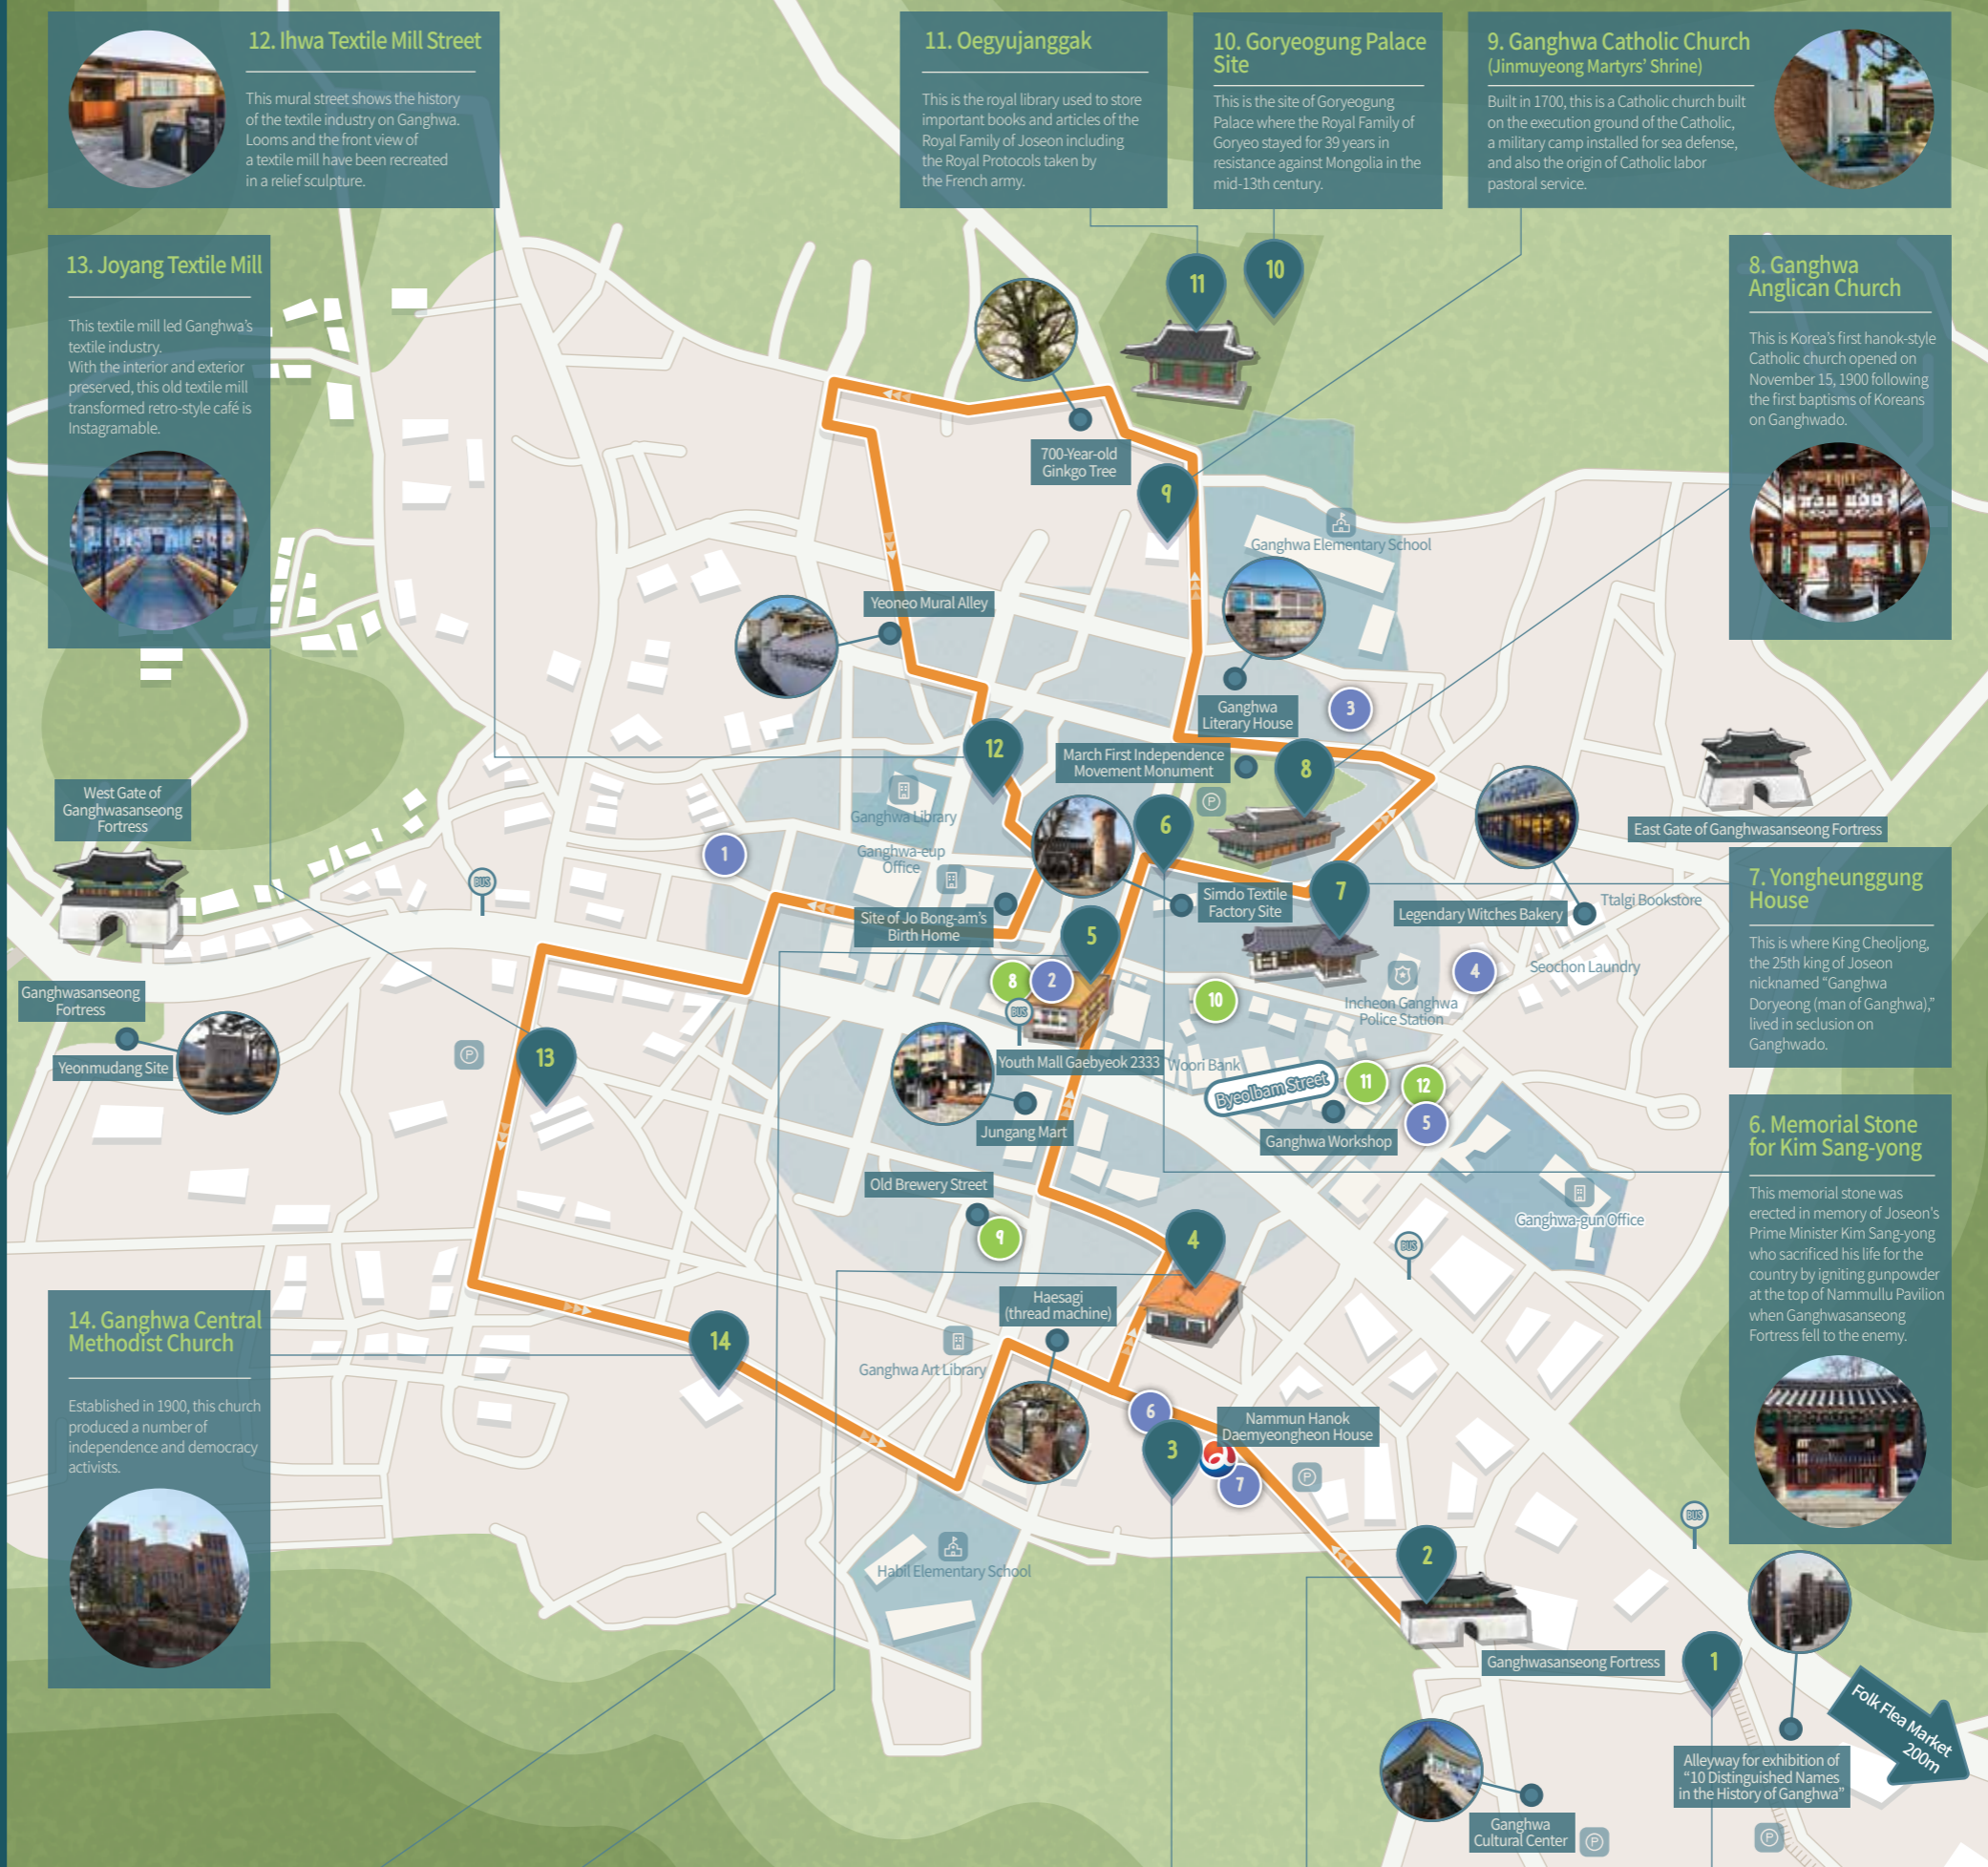 12. Ihwa Textile Mill Street
This mural street shows the history
of the textile industry on Ganghwa.
Looms and the front view of
a textile mill have been recreated
in a relief sculpture.
11. Oegyujanggak
This is the royal library used to store
important books and articles of the
Royal Family of Joseon including
the Royal Protocols taken by
the French army.
10. Goryeogung Palace
Site
This is the site of Goryeogung
Palace where the Royal Family of
Goryeo stayed for 39 years in
resistance against Mongolia in the
mid-13th century.
9. Ganghwa Catholic Church
(Jinmuyeong Martyrs' Shrine)
Built in 1700, this is a Catholic church built
on the execution ground of the Catholic,
a military camp installed for sea defense,
and also the origin of Catholic labor
pastoral service.
13. Joyang Textile Mill
This textile mill led Ganghwa's
textile industry.
With the interior and exterior
preserved, this old textile mill
transformed retro-style café is
Instagramable.
8. Ganghwa
Anglican Church
This is Korea's first hanok-style
Catholic church opened on
November 15, 1900 following
the first baptisms of Koreans
on Ganghwado.
11
10
700-Year-old
Ginkgo Tree
9
Ganghwa Elementary School
Yeoneo Mural Alley
Ganghwa
Literary House
3
12
March First Independence
Movement Monument
8
P
6
West Gate of
Ganghwasanseong
Fortress
East Gate of Ganghwasanseong Fortress
Ganghwa Library
Ganghwa-eup
Office
1
BUS
Site of Jo Bong-am's
Birth Home
Simdo Textile
Factory Site
7
Legendary Witches Bakery
Ttalgi Bookstore
7. Yongheunggung
House
This is where King Cheoljong,
the 25th king of Joseon
nicknamed “Ganghwa
Doryeong (man of Ganghwa),”
lived in seclusion on
Ganghwado.
5
8
2
BUS
10
4
Seochon Laundry
Incheon Ganghwa
Police Station
Ganghwasanseong
Fortress
Yeonmudang Site
P
13
Youth Mall Gaebyeok 2333
Woori Bank
Byeolbam Street
11
12
5
Jungang Mart
Ganghwa Workshop
6. Memorial Stone
for Kim Sang-yong
This memorial stone was
erected in memory of Joseon's
Prime Minister Kim Sang-yong
who sacrificed his life for the
country by igniting gunpowder
at the top of Nammullu Pavilion
when Ganghwasanseong
Fortress fell to the enemy.
Old Brewery Street
9
4
BUS
Ganghwa-gun Office
Haesagi
(thread machine)
14. Ganghwa Central
Methodist Church
Established in 1900, this church
produced a number of
independence and democracy
activists.
14
Ganghwa Art Library
6
3
7
Nammun Hanok
Daemyeongheon House
P
BUS
Habil Elementary School
2
Ganghwasanseong Fortress
1
Folk Flea Market
200m
Alleyway for exhibition of
“10 Distinguished Names
in the History of Ganghwa”
Ganghwa
Cultural Center
P
P